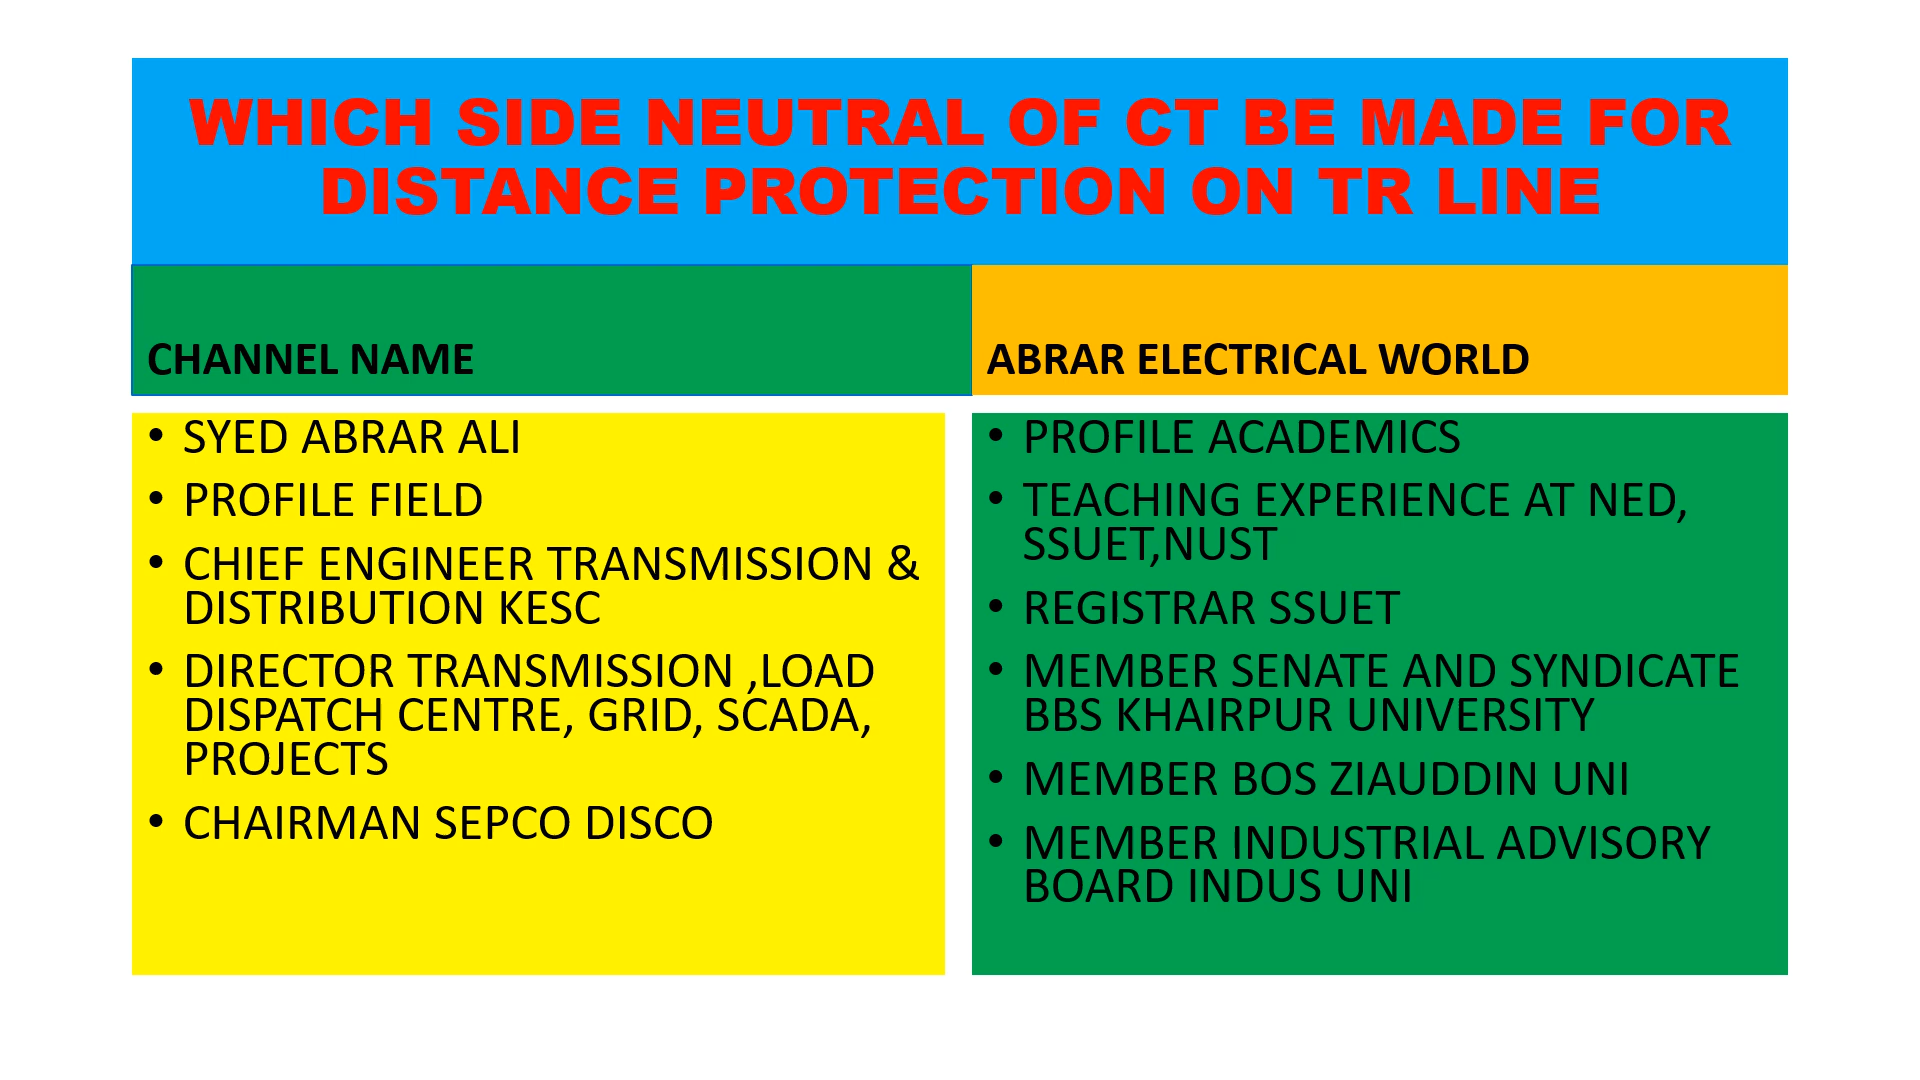 WHICH SIDE NEUTRAL OF CT BE MADE FOR
DISTANCE PROTECTION ON TR LINE
CHANNEL NAME
ABRAR ELECTRICAL WORLD
• SYED ABRAR ALI
• PROFILE FIELD
• CHIEF ENGINEER TRANSMISSION &
DISTRIBUTION KESC
• DIRECTOR TRANSMISSION ,LOAD
DISPATCH CENTRE, GRID, SCADA,
PROJECTS
• CHAIRMAN SEPCO DISCO
• PROFILE ACADEMICS
• TEACHING EXPERIENCE AT NED,
SSUET,NUST
• REGISTRAR SSUET
• MEMBER SENATE AND SYNDICATE
BBS KHAIRPUR UNIVERSITY
• MEMBER BOS ZIAUDDIN UNI
• MEMBER INDUSTRIAL ADVISORY
BOARD INDUS UNI